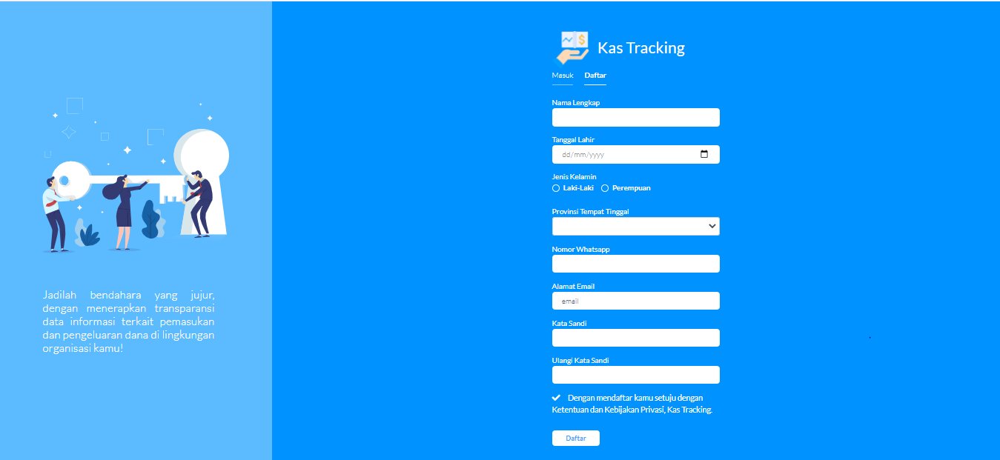 Kas Tracking
Masuk Daftar
Nama Lengkap
Tanggal Lahir
dd/mm/yyyy
Jenis Kelamin
Laki-Laki Perempuan
Provinsi Tempat Tinggal
Nomor Whatsapp
Alamat Email
email
Kata Sandi
Ulangi Kata Sandi
Dengan mendaftar kamu setuju dengan
Ketentuan dan Kebijakan Privasi, Kas Tracking.
Daftar
Jadilah bendahara yang jujur,
dengan menerapkan transparansi
data informasi terkait pemasukan
dan pengeluaran dana di lingkungan
organisasi kamu!